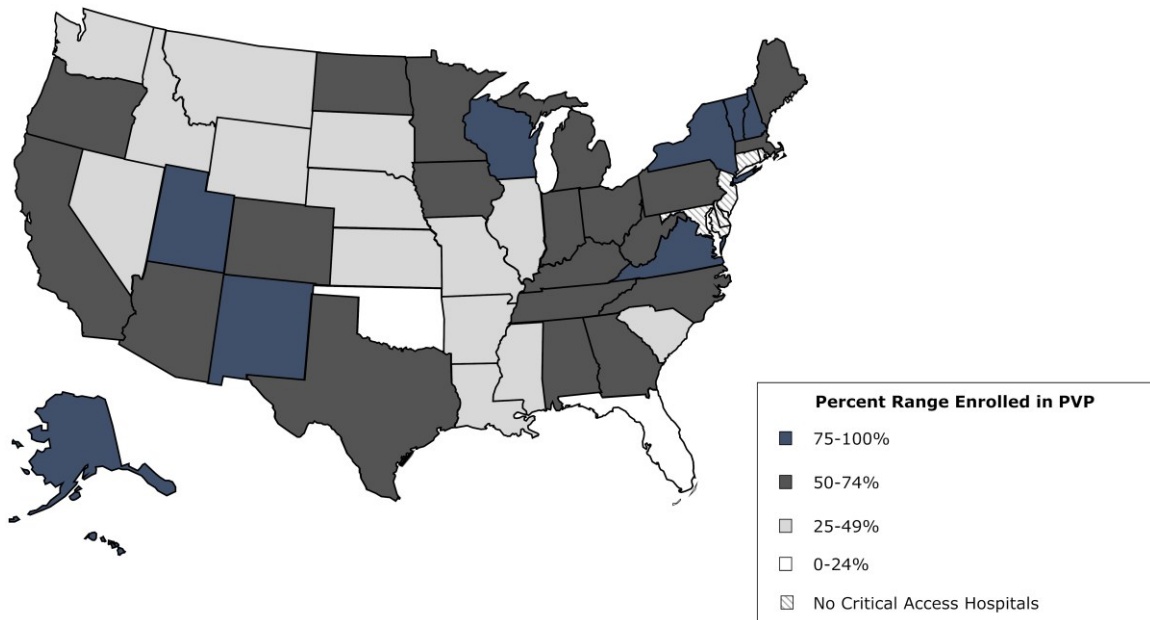 Percent Range Enrolled in PVP
75-100%
50-74%
25-49%
0-24%
No Critical Access Hospitals